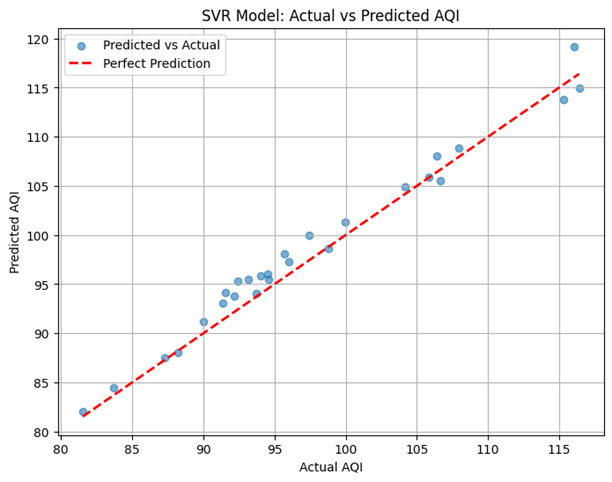 SVR Model: Actual vs Predicted AQI
Predicted vs Actual
Perfect Prediction
120
115
110
105
100
95
90
85
80
Predicted AQI
80 85 90 95 100 105 110 115
Actual AQI